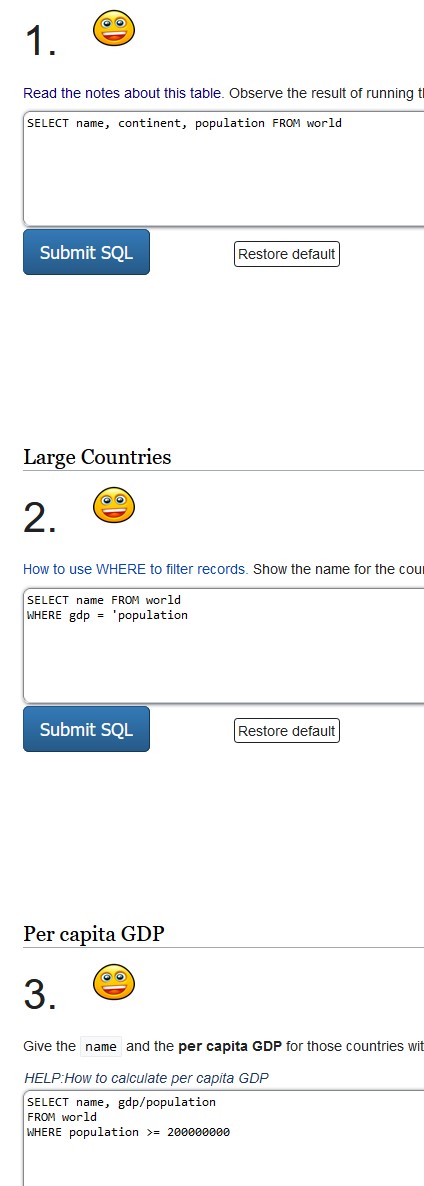 1.
Read the notes about this table. Observe the result of running
SELECT name, continent, population FROM world
Submit SQL Restore default
Large Countries
2.
How to use WHERE to filter records. Show the name for the
SELECT name FROM world
WHERE gdp = 'population
Submit SQL Restore default
Per capita GDP
3.
Give the name and the per capita GDP for those countries
HELP:How to calculate per capita GDP
SELECT name, gdp/population
FROM world
WHERE population >= 200000000